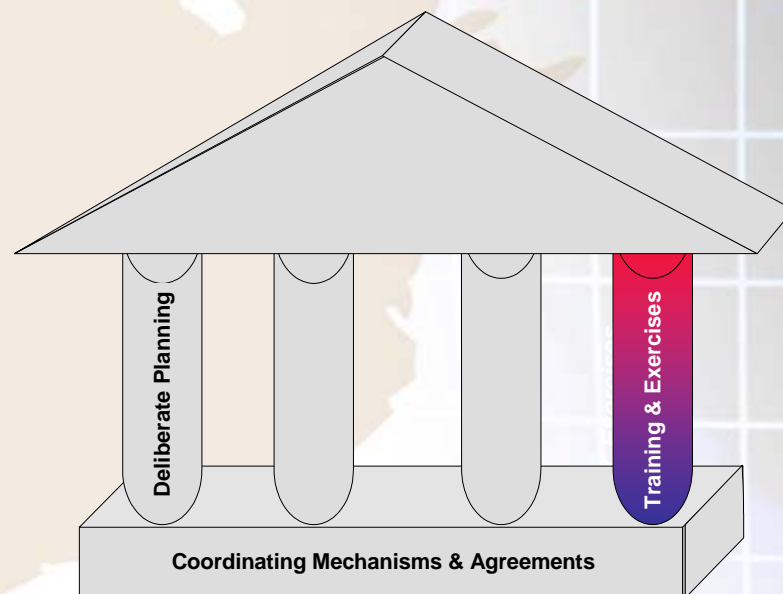 Deliberate Planning
Training & Exercises
Coordinating Mechanisms & Agreements